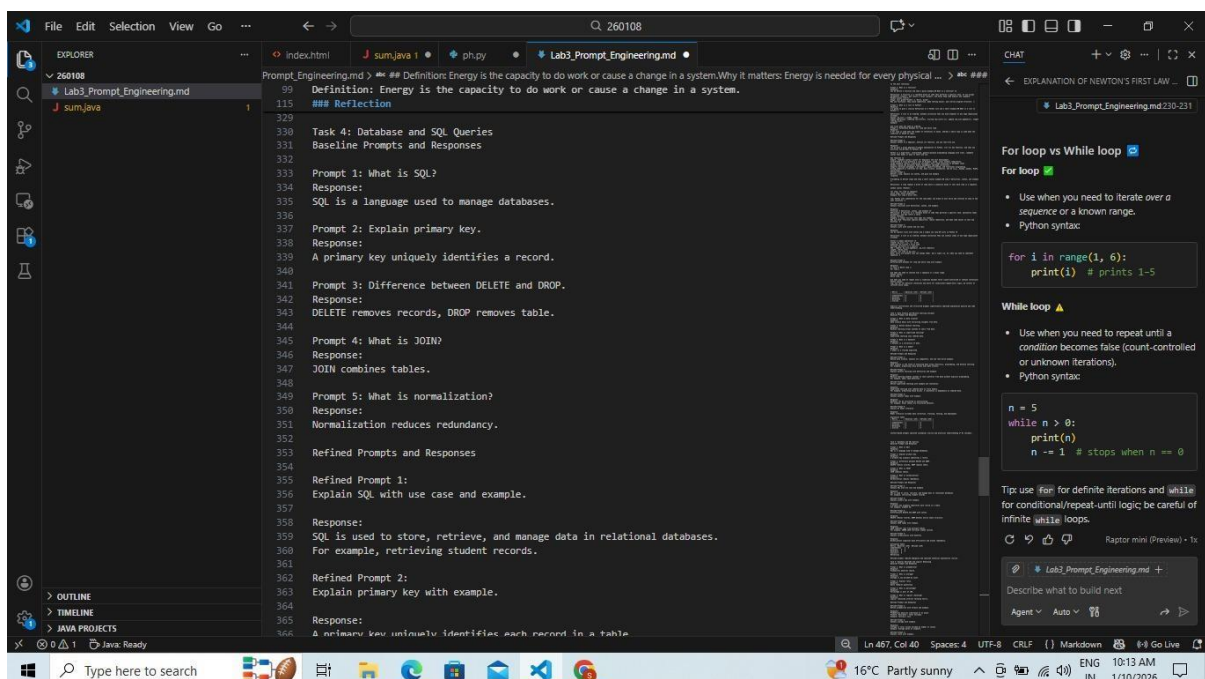 File Edit Selection View Go ...
260108
EXPLORER
index.html
sum.java 1
ph.py
Lab3_Prompt_Engineering.md
CHAT
260108
Lab3_Prompt_Engineering.md
sum.java 1
Prompt_Engineering.md > ## Definition: Energy is the capacity to do work or cause a change in a system.Why it matters: Energy is needed for every physical ... > ###
99 Definition: Energy is the capacity to do work or cause a change in a system.
115 ### Reflection
329
330 Task 4: Database and SQL Queries
331 Baseline Prompts and Responses
332
333 Prompt 1: What is SQL?
334 Response:
335 SQL is a language used to manage databases.
336
337 Prompt 2: Explain primary key.
338 Response:
339 A primary key uniquely identifies a record.
340
341 Prompt 3: Difference between DELETE and DROP.
342 Response:
343 DELETE removes records, DROP removes table.
344
345 Prompt 4: What is JOIN?
346 Response:
347 JOIN combines tables.
348
349 Prompt 5: What is normalization?
350 Response:
351 Normalization reduces redundancy.
352
353 Refined Prompts and Responses
354
355 Refined Prompt 1:
356 Explain SQL with use case and example.
357
358 Response:
359 SQL is used to store, retrieve, and manage data in relational databases.
360 For example, retrieving student records.
361
362 Refined Prompt 2:
363 Explain primary key with example.
364
365 Response:
366 A primary key uniquely identifies each record in a table.
EXPLANATION OF NEWTON'S FIRST LAW ...
Lab3_Prompt_Engineering.md:230-231
For loop vs While loop
For loop
• Use when you need to iterate over a
sequence or a known range.
• Python syntax:
for i in range(1, 6):
print(i) # prints 1–5
While loop
• Use when you need to repeat until a
condition becomes false (count-controlled
or unknown iterations).
• Python syntax:
n = 5
while n > 0:
print(n)
n -= 1 # stops when n == 0
Tip: use for for definite iterations and while
for conditional/repeat-until logic; be careful of
infinite while loops.
Raptor mini (Preview) • 1x
Lab3_Prompt_Engineering.md
Describe what to build next
Agent Auto
OUTLINE
TIMELINE
JAVA PROJECTS
0 1 Java: Ready
Ln 467, Col 40 Spaces: 4 UTF-8 CRLF {} Markdown Go Live
Type here to search
16°C Partly sunny
ENG
IN
10:13 AM
1/10/2026